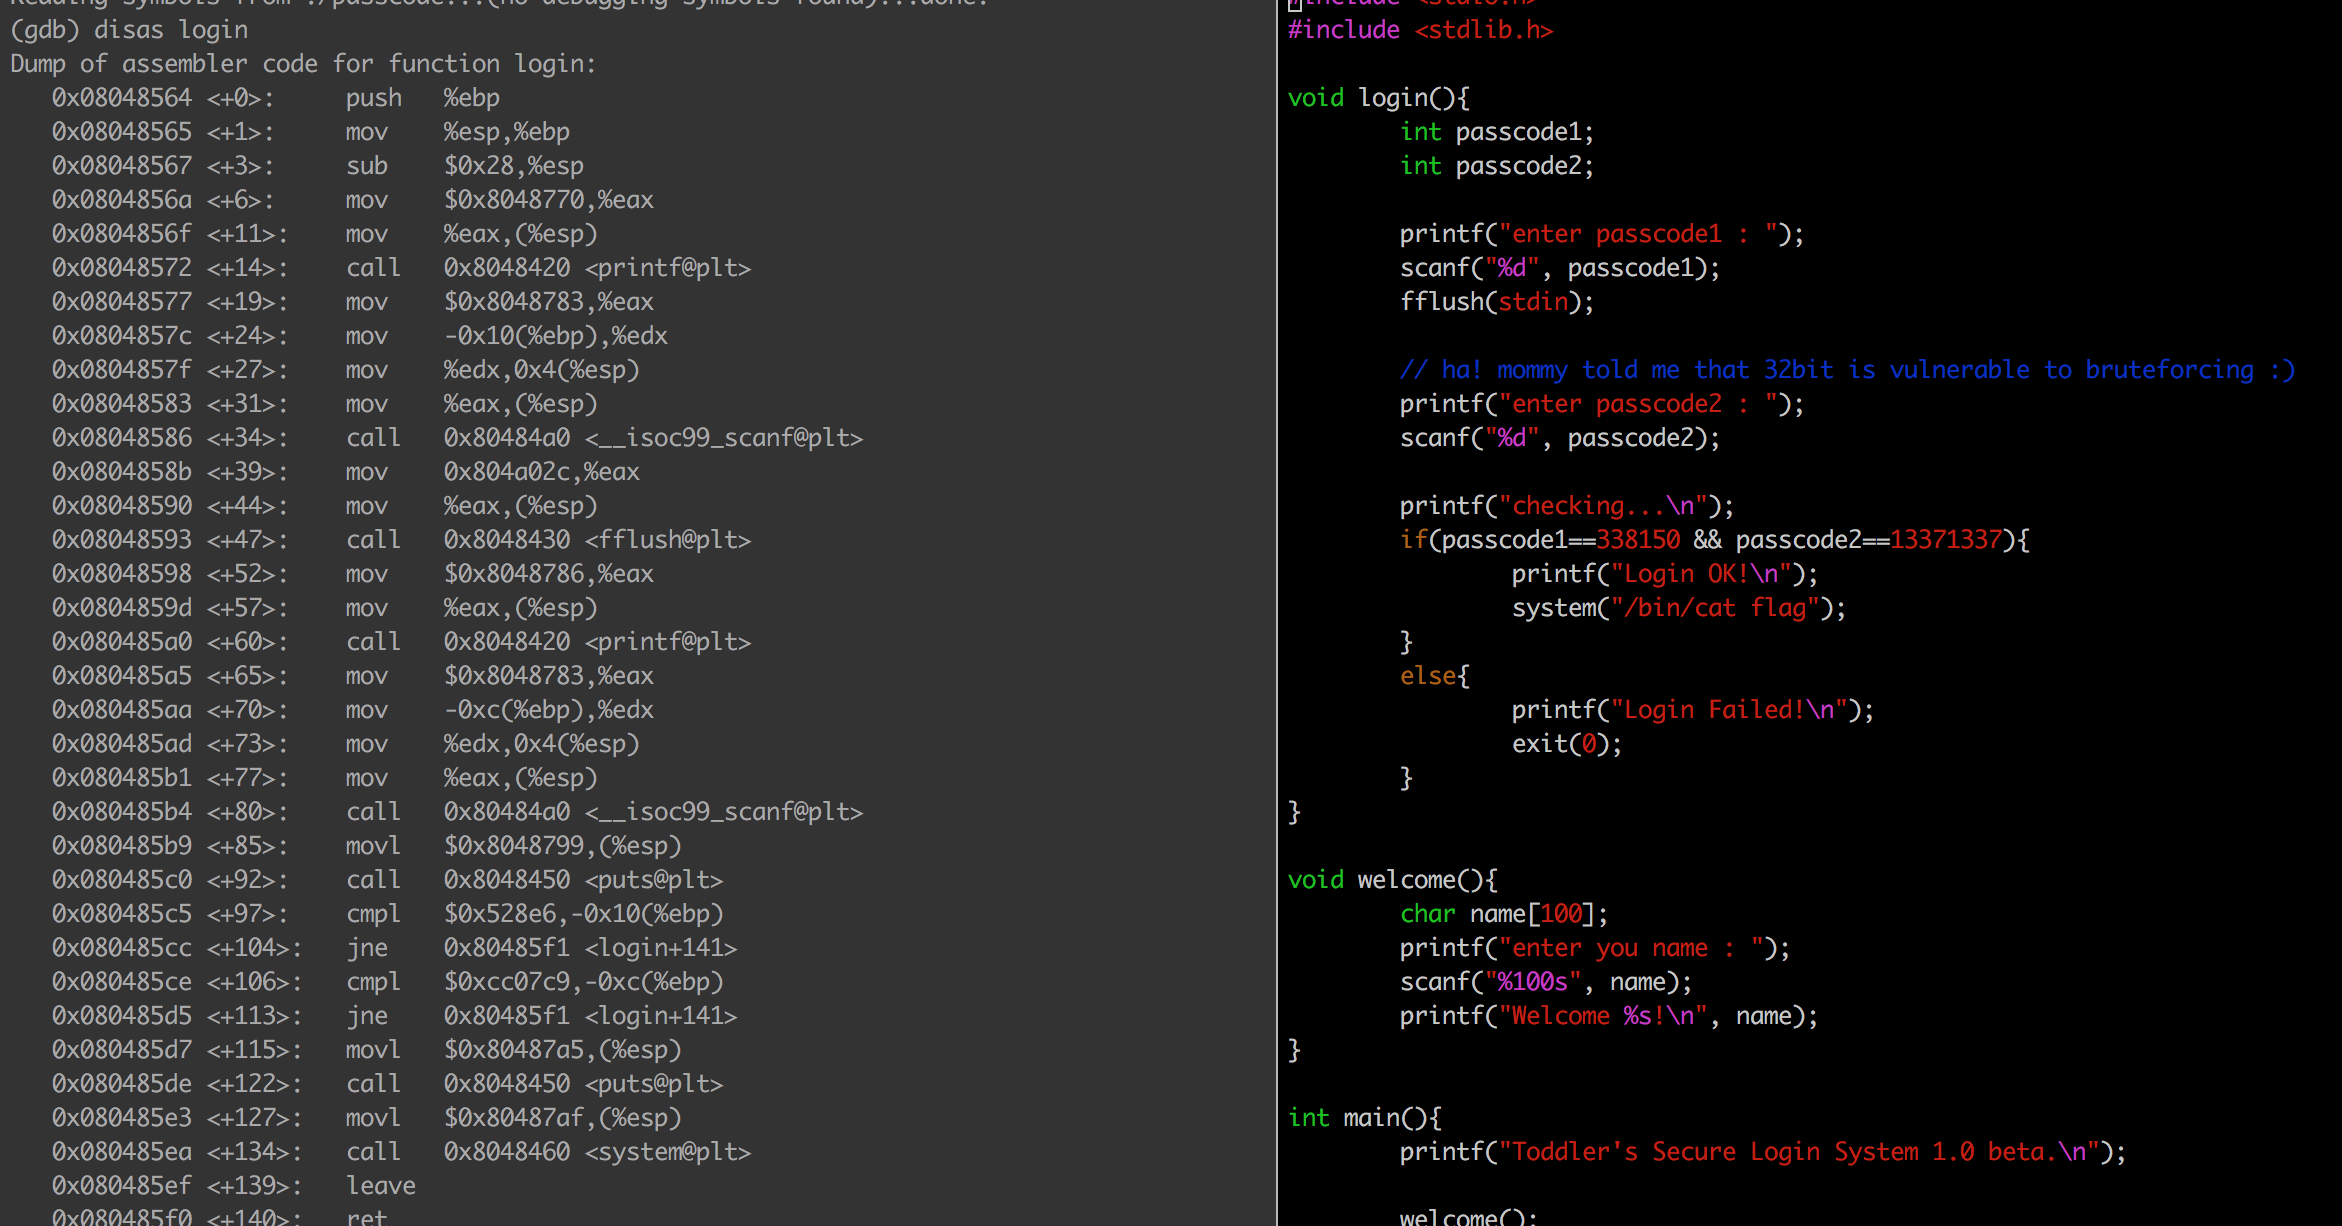 Reading symbols from ./passcode...(no debugging symbols found)...done.
(gdb) disas login
Dump of assembler code for function login:
   0x08048564 <+0>:     push   %ebp
   0x08048565 <+1>:     mov    %esp,%ebp
   0x08048567 <+3>:     sub    $0x28,%esp
   0x0804856a <+6>:     mov    $0x8048770,%eax
   0x0804856f <+11>:    mov    %eax,(%esp)
   0x08048572 <+14>:    call   0x8048420 <printf@plt>
   0x08048577 <+19>:    mov    $0x8048783,%eax
   0x0804857c <+24>:    mov    -0x10(%ebp),%edx
   0x0804857f <+27>:    mov    %edx,0x4(%esp)
   0x08048583 <+31>:    mov    %eax,(%esp)
   0x08048586 <+34>:    call   0x80484a0 <__isoc99_scanf@plt>
   0x0804858b <+39>:    mov    0x804a02c,%eax
   0x08048590 <+44>:    mov    %eax,(%esp)
   0x08048593 <+47>:    call   0x8048430 <fflush@plt>
   0x08048598 <+52>:    mov    $0x8048786,%eax
   0x0804859d <+57>:    mov    %eax,(%esp)
   0x080485a0 <+60>:    call   0x8048420 <printf@plt>
   0x080485a5 <+65>:    mov    $0x8048783,%eax
   0x080485aa <+70>:    mov    -0xc(%ebp),%edx
   0x080485ad <+73>:    mov    %edx,0x4(%esp)
   0x080485b1 <+77>:    mov    %eax,(%esp)
   0x080485b4 <+80>:    call   0x80484a0 <__isoc99_scanf@plt>
   0x080485b9 <+85>:    movl   $0x8048799,(%esp)
   0x080485c0 <+92>:    call   0x8048450 <puts@plt>
   0x080485c5 <+97>:    cmpl   $0x528e6,-0x10(%ebp)
   0x080485cc <+104>:   jne    0x80485f1 <login+141>
   0x080485ce <+106>:   cmpl   $0xcc07c9,-0xc(%ebp)
   0x080485d5 <+113>:   jne    0x80485f1 <login+141>
   0x080485d7 <+115>:   movl   $0x80487a5,(%esp)
   0x080485de <+122>:   call   0x8048450 <puts@plt>
   0x080485e3 <+127>:   movl   $0x80487af,(%esp)
   0x080485ea <+134>:   call   0x8048460 <system@plt>
   0x080485ef <+139>:   leave
   0x080485f0 <+140>:   ret
#include <stdio.h>
#include <stdlib.h>

void login(){
        int passcode1;
        int passcode2;

        printf("enter passcode1 : ");
        scanf("%d", passcode1);
        fflush(stdin);

        // ha! mommy told me that 32bit is vulnerable to bruteforcing :)
        printf("enter passcode2 : ");
        scanf("%d", passcode2);

        printf("checking...\n");
        if(passcode1==338150 && passcode2==13371337){
                printf("Login OK!\n");
                system("/bin/cat flag");
        }
        else{
                printf("Login Failed!\n");
                exit(0);
        }
}

void welcome(){
        char name[100];
        printf("enter you name : ");
        scanf("%100s", name);
        printf("Welcome %s!\n", name);
}

int main(){
        printf("Toddler's Secure Login System 1.0 beta.\n");

        welcome();